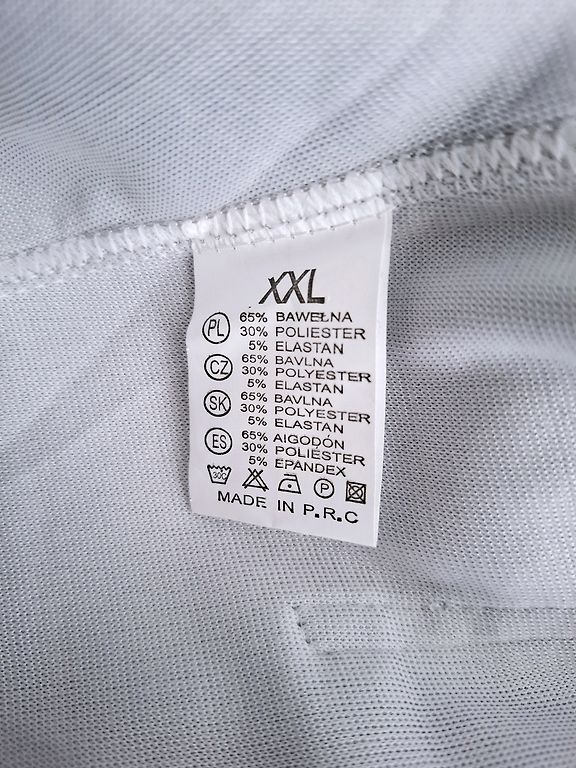 XXL
PL 65% BAWEŁNA
30% POLIESTER
5% ELASTAN
CZ 65% BAVLNA
30% POLYESTER
5% ELASTAN
SK 65% BAVLNA
30% POLYESTER
5% ELASTAN
ES 65% AIGODÓN
30% POLIÉSTER
5% EPANDEX
30C P
MADE IN P.R.C